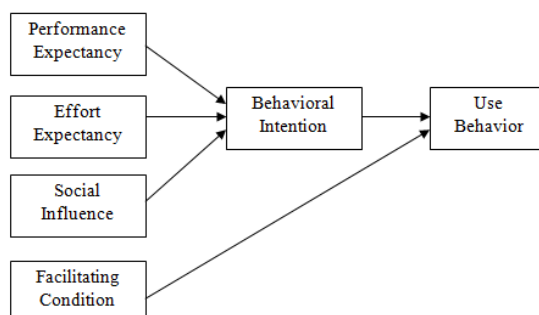 Performance
Expectancy
Effort
Expectancy
Social
Influence
Facilitating
Condition
Behavioral
Intention
Use
Behavior